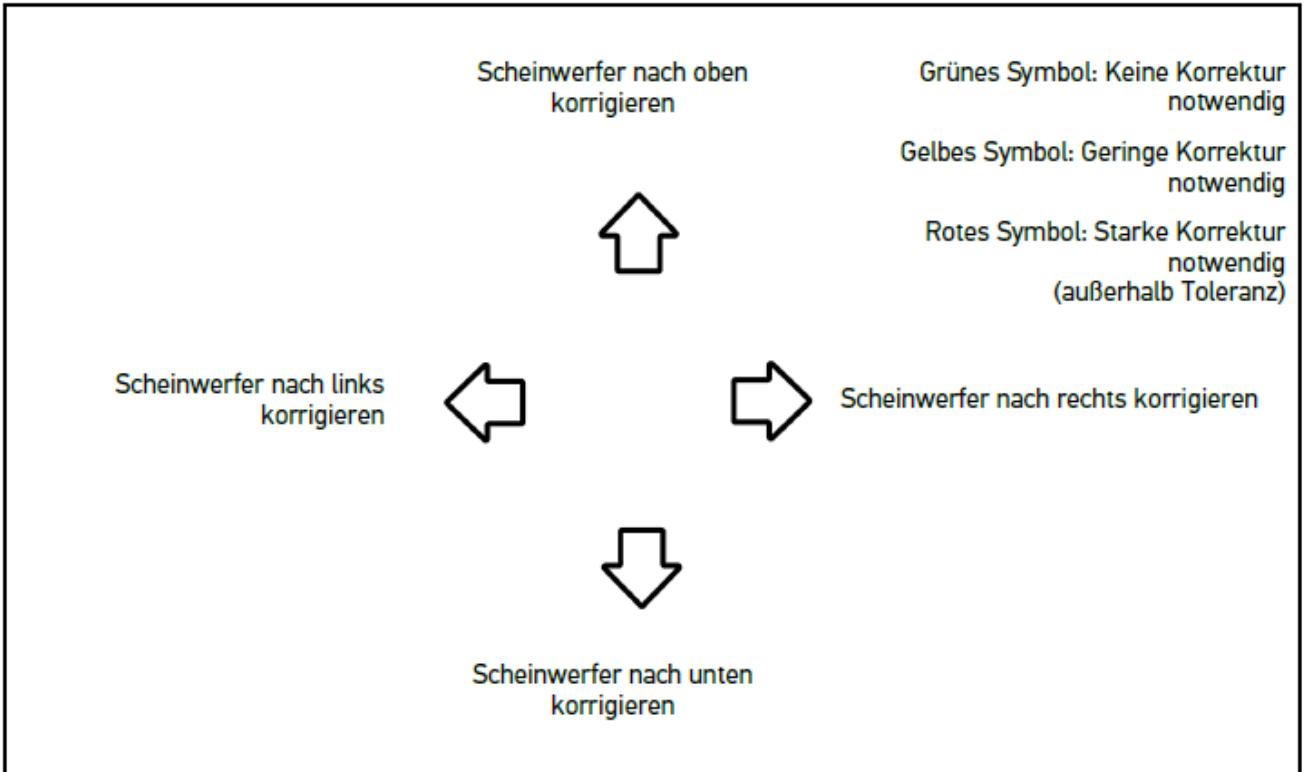 Scheinwerfer nach oben
korrigieren
Grünes Symbol: Keine Korrektur
notwendig
Gelbes Symbol: Geringe Korrektur
notwendig
Rotes Symbol: Starke Korrektur
notwendig
(außerhalb Toleranz)
Scheinwerfer nach links
korrigieren
Scheinwerfer nach rechts korrigieren
Scheinwerfer nach unten
korrigieren